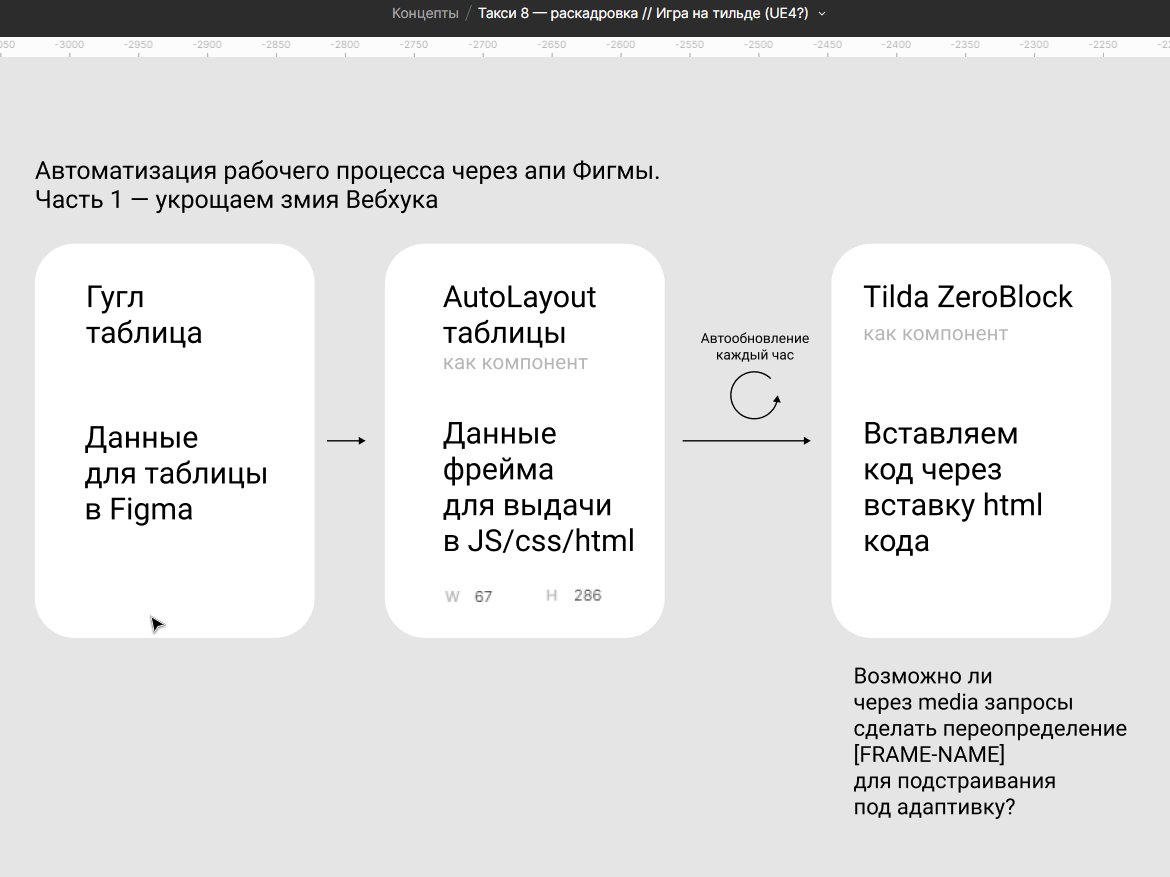 Концепты / Такси 8 — раскадровка // Игра на тильде (UE4?)
-3000 -2950 -2900 -2850 -2800 -2750 -2700 -2650 -2600 -2550 -2500 -2450 -2400 -2350 -2300 -2250
Автоматизация рабочего процесса через апи Фигмы.
Часть 1 — укрощаем змия Вебхука
Гугл
таблица
Данные
для таблицы
в Figma
AutoLayout
таблицы
как компонент
Данные
фрейма
для выдачи
в JS/css/html
W 67 H 286
Автообновление
каждый час
Tilda ZeroBlock
как компонент
Вставляем
код через
вставку html
кода
Возможно ли
через media запросы
сделать переопределение
[FRAME-NAME]
для подстраивания
под адаптивку?